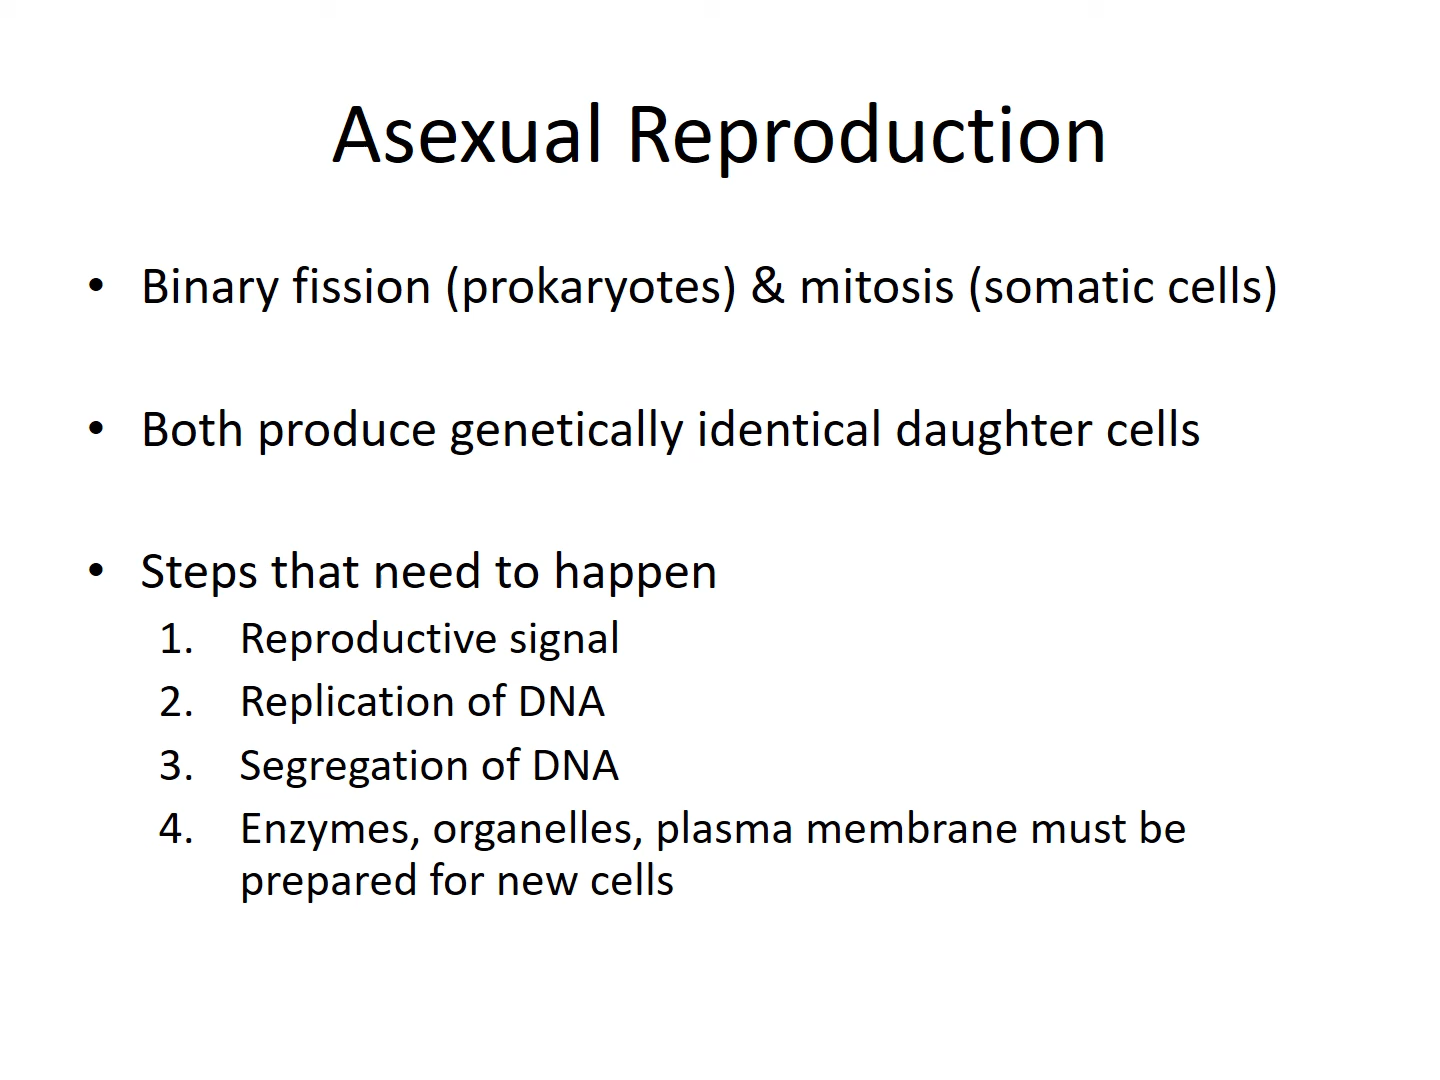 Asexual Reproduction
• Binary fission (prokaryotes) & mitosis (somatic cells)
• Both produce genetically identical daughter cells
• Steps that need to happen
1. Reproductive signal
2. Replication of DNA
3. Segregation of DNA
4. Enzymes, organelles, plasma membrane must be
prepared for new cells